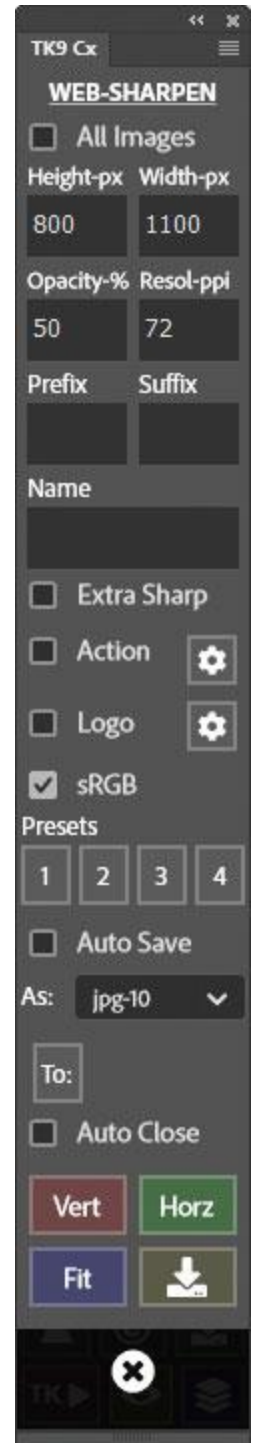 TK9 Cx
WEB-SHARPEN
All Images
Height-px Width-px
800 1100
Opacity-% Resol-ppi
50 72
Prefix Suffix
Name
Extra Sharp
Action
Logo
sRGB
Presets
1 2 3 4
Auto Save
As: jpg-10
To:
Auto Close
Vert Horz
Fit
TK